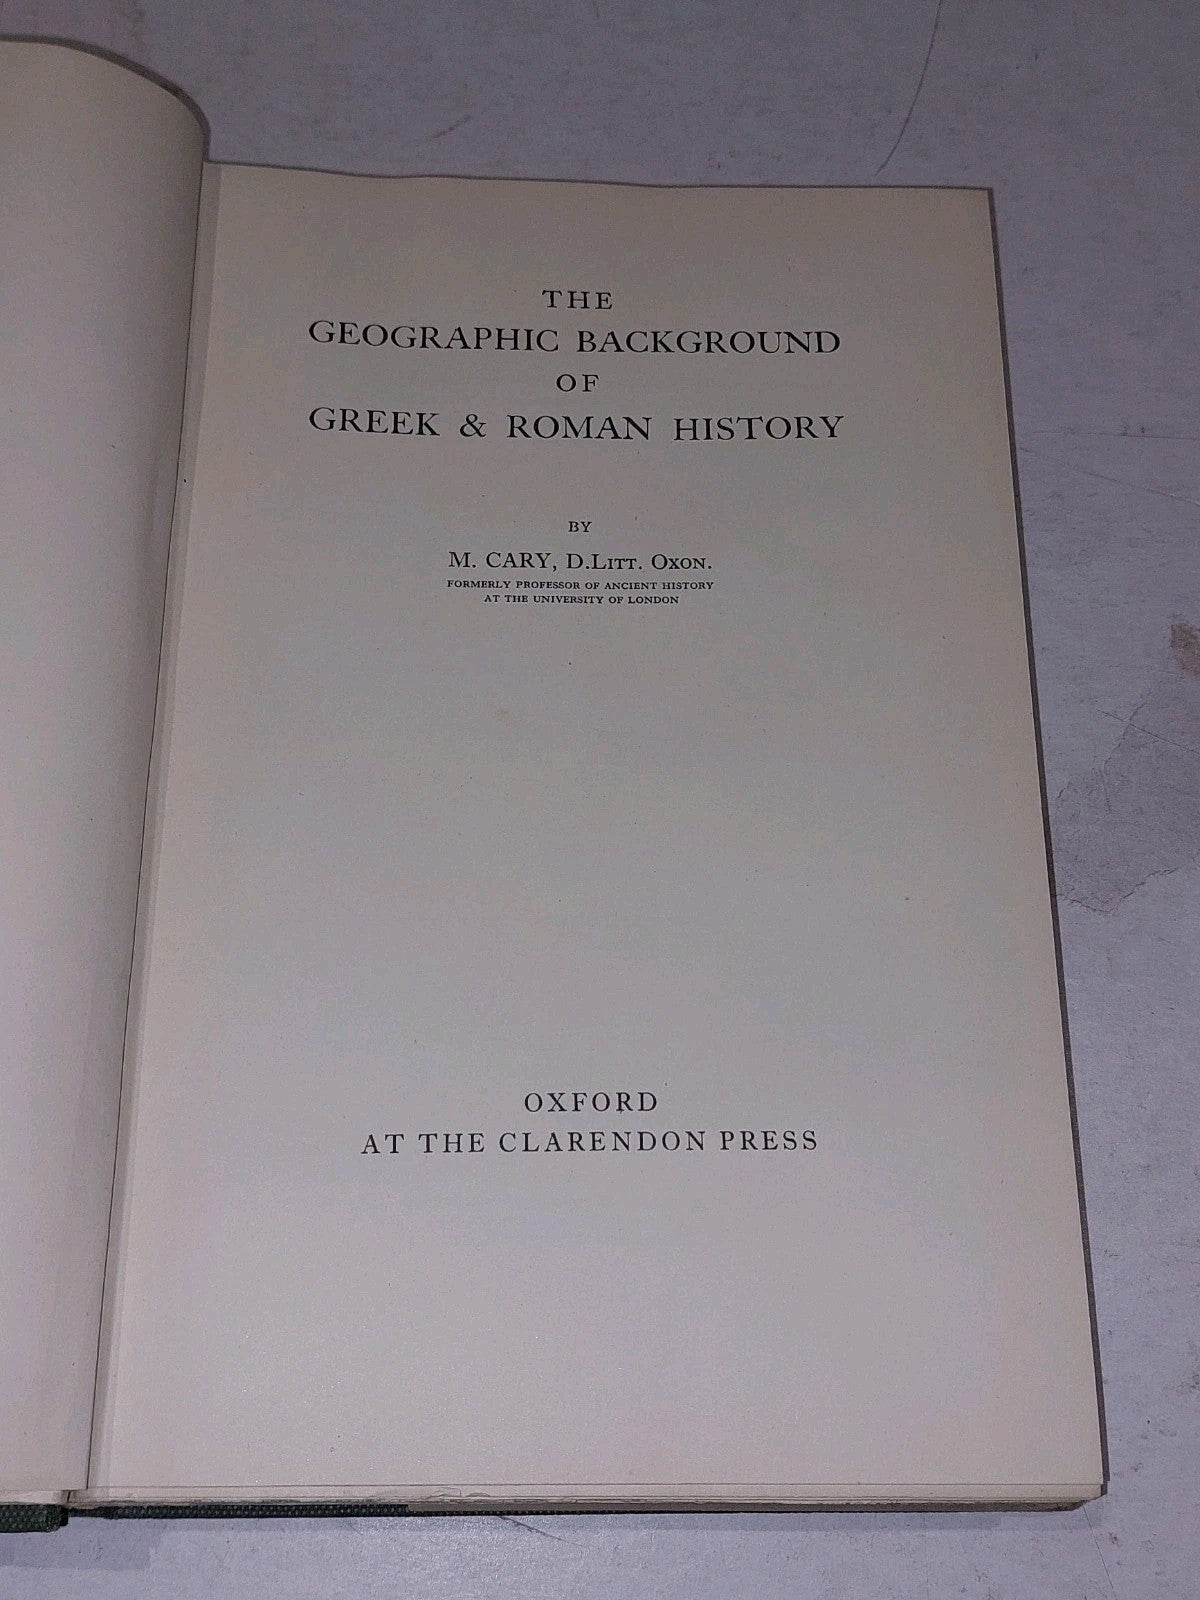 THE
GEOGRAPHIC BACKGROUND
OF
GREEK & ROMAN HISTORY
BY
M. CARY, D.LITT. OXON.
FORMERLY PROFESSOR OF ANCIENT HISTORY
AT THE UNIVERSITY OF LONDON
OXFORD
AT THE CLARENDON PRESS